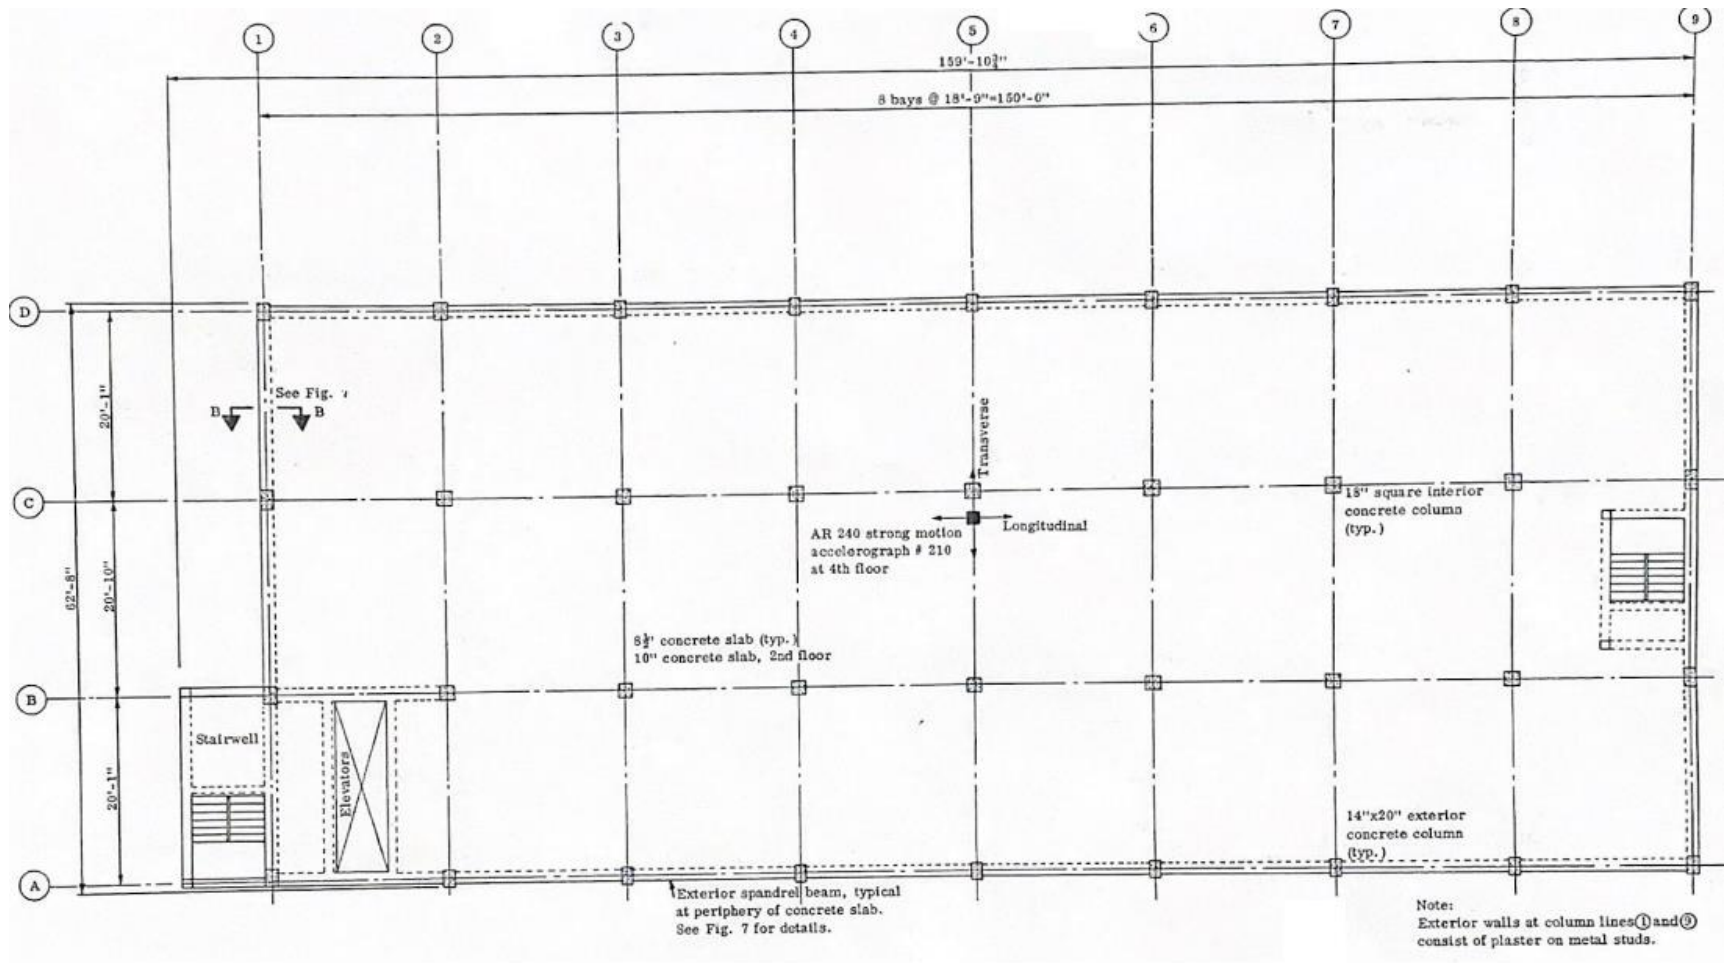 1 2 3 4 5 6 7 8 9
159'-10¾"
8 bays @ 18'-9"=150'-0"
D
20'-1"
See Fig.
B B
Transverse
C
18" square interior
concrete column
(typ.)
Longitudinal
AR 240 strong motion
accelerograph # 210
at 4th floor
62'-8"
20'-10"
8½" concrete slab (typ.)
10" concrete slab, 2nd floor
B
Stairwell
Elevators
20'-1"
14"x20" exterior
concrete column
(typ.)
A
Exterior spandrel beam, typical
at periphery of concrete slab.
See Fig. 7 for details.
Note:
Exterior walls at column lines 1 and 9
consist of plaster on metal studs.